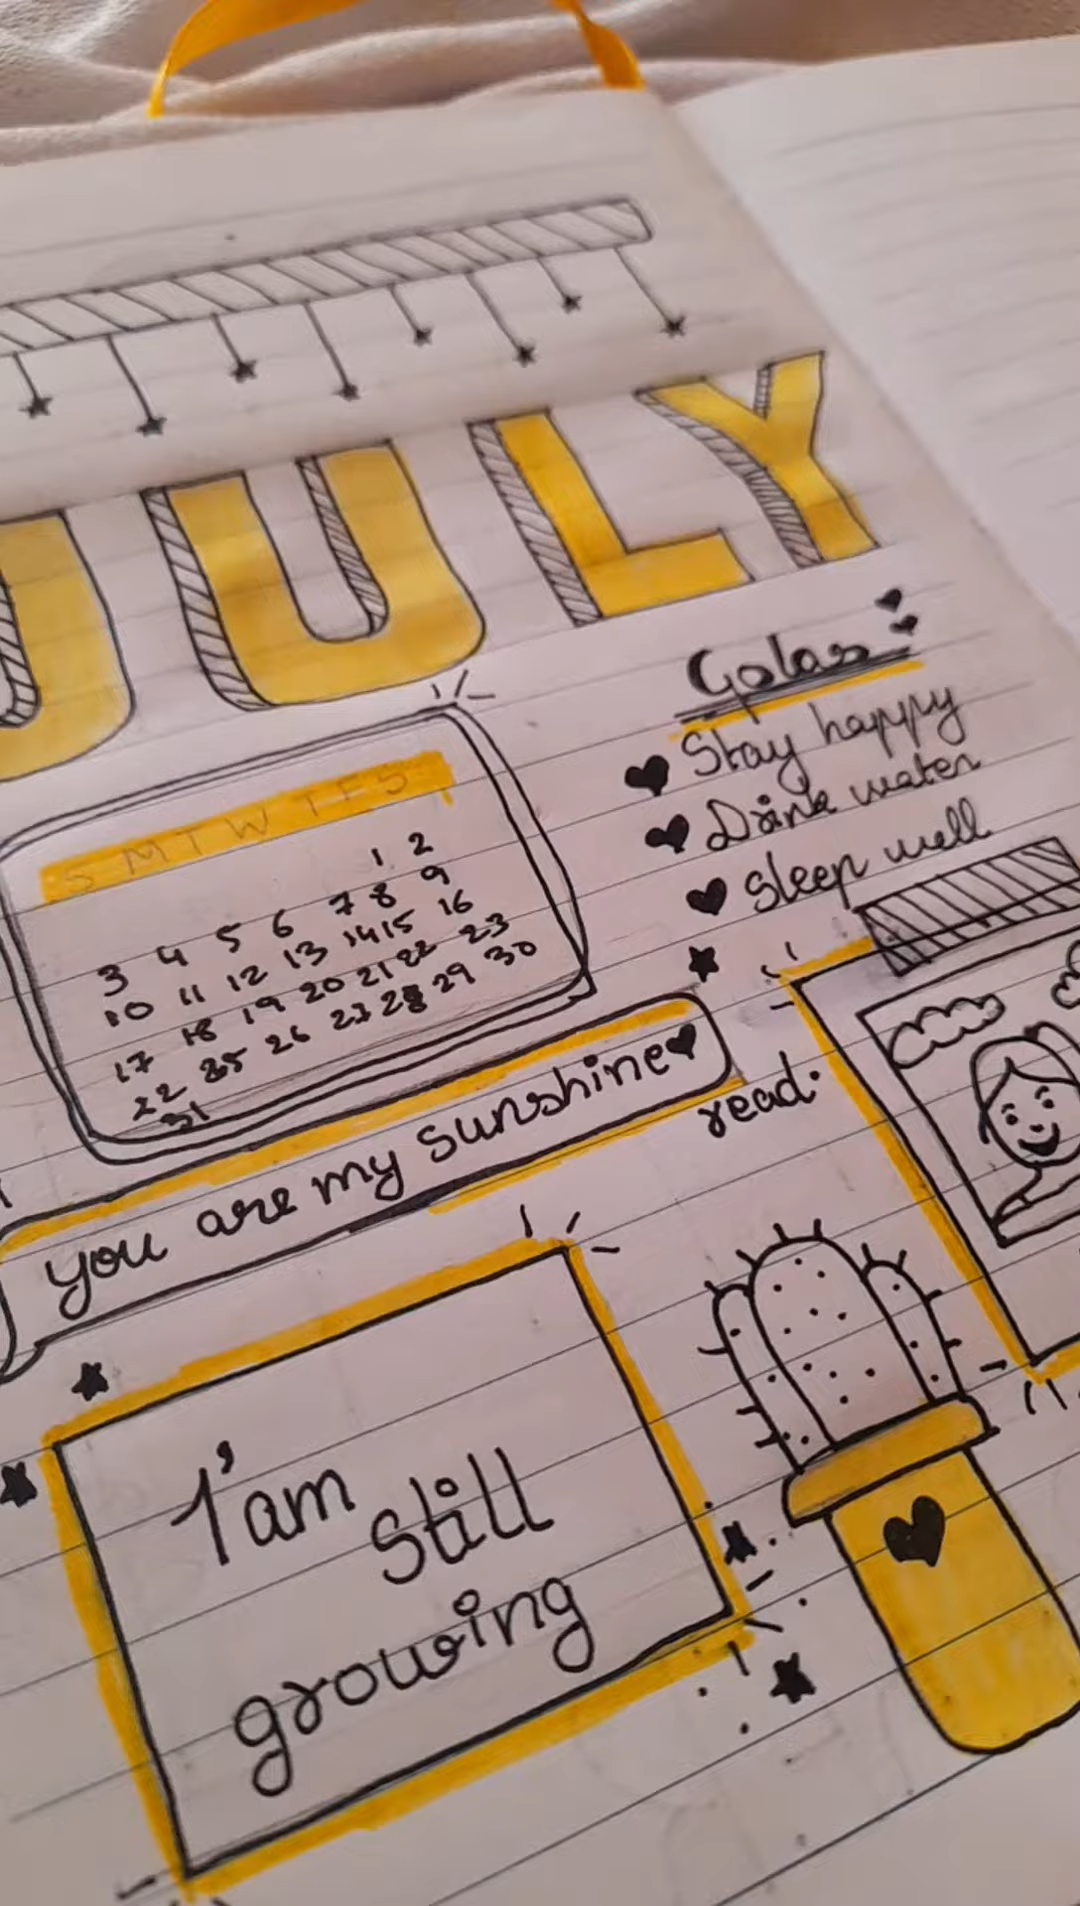 JULY
Golas
Stay happy
Drink water
Sleep well
S M T W T F S
1 2
3 4 5 6 7 8 9
10 11 12 13 14 15 16
17 18 19 20 21 22 23
22 25 26 27 28 29 30
31
you are my sunshine
read.
I'am
Still
growing